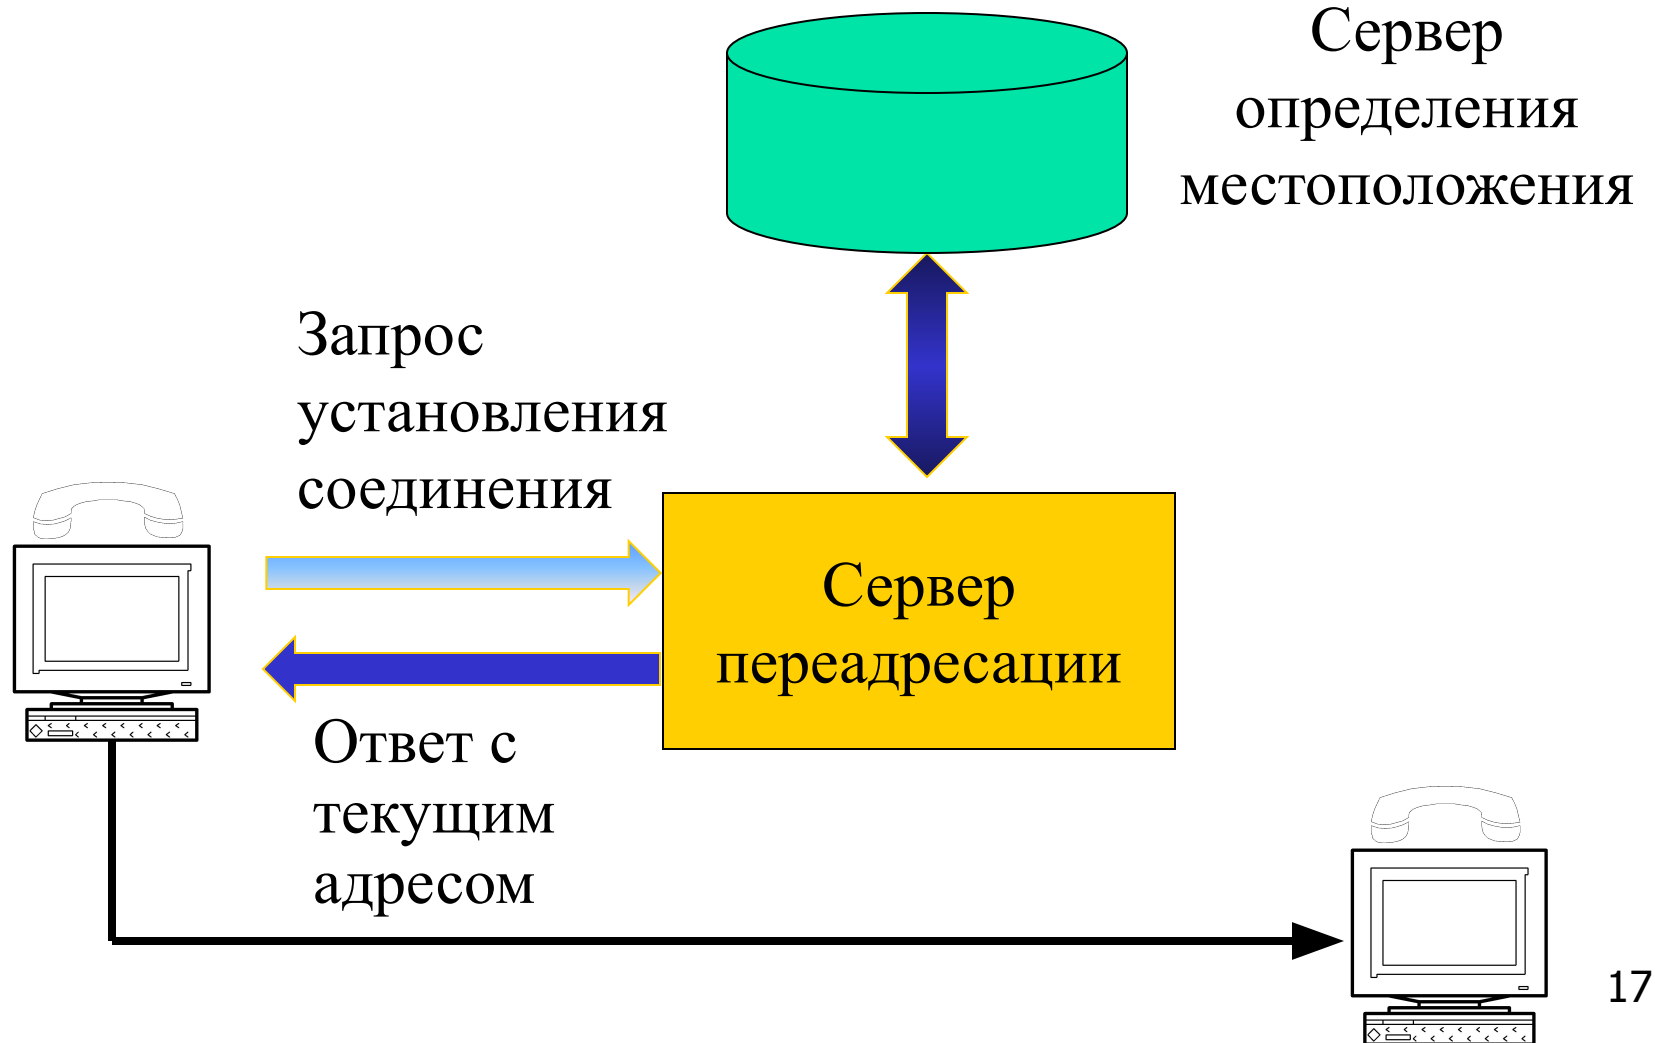 Сервер
определения
местоположения
Запрос
установления
соединения
Сервер
переадресации
Ответ с
текущим
адресом
17